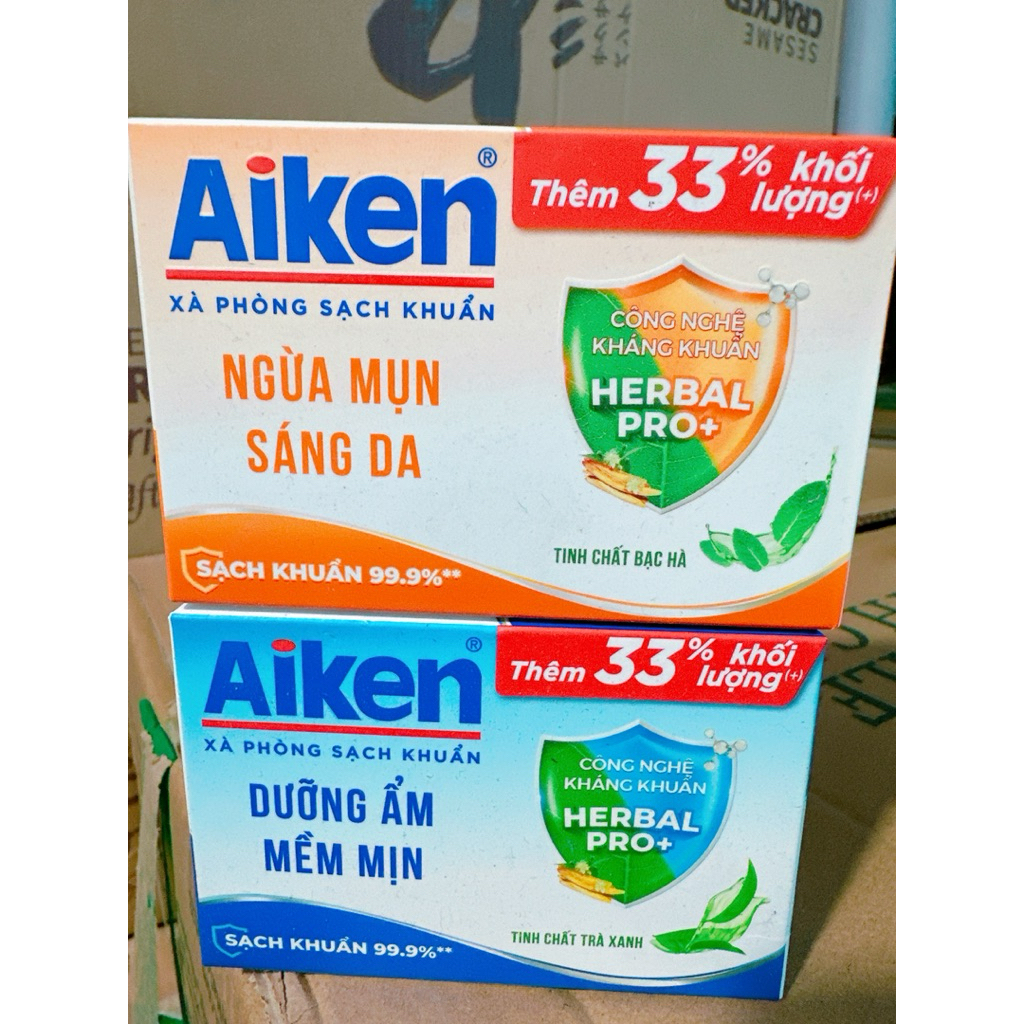 SESAME
CRACKED
Aiken®
XÀ PHÒNG SẠCH KHUẨN
NGỪA MỤN
SÁNG DA
SẠCH KHUẨN 99.9%**
Thêm 33% khối lượng(+)
CÔNG NGHỆ
KHÁNG KHUẨN
HERBAL
PRO+
TINH CHẤT BẠC HÀ
Aiken®
XÀ PHÒNG SẠCH KHUẨN
DƯỠNG ẨM
MỀM MỊN
SẠCH KHUẨN 99.9%**
Thêm 33% khối lượng(+)
CÔNG NGHỆ
KHÁNG KHUẨN
HERBAL
PRO+
TINH CHẤT TRÀ XANH